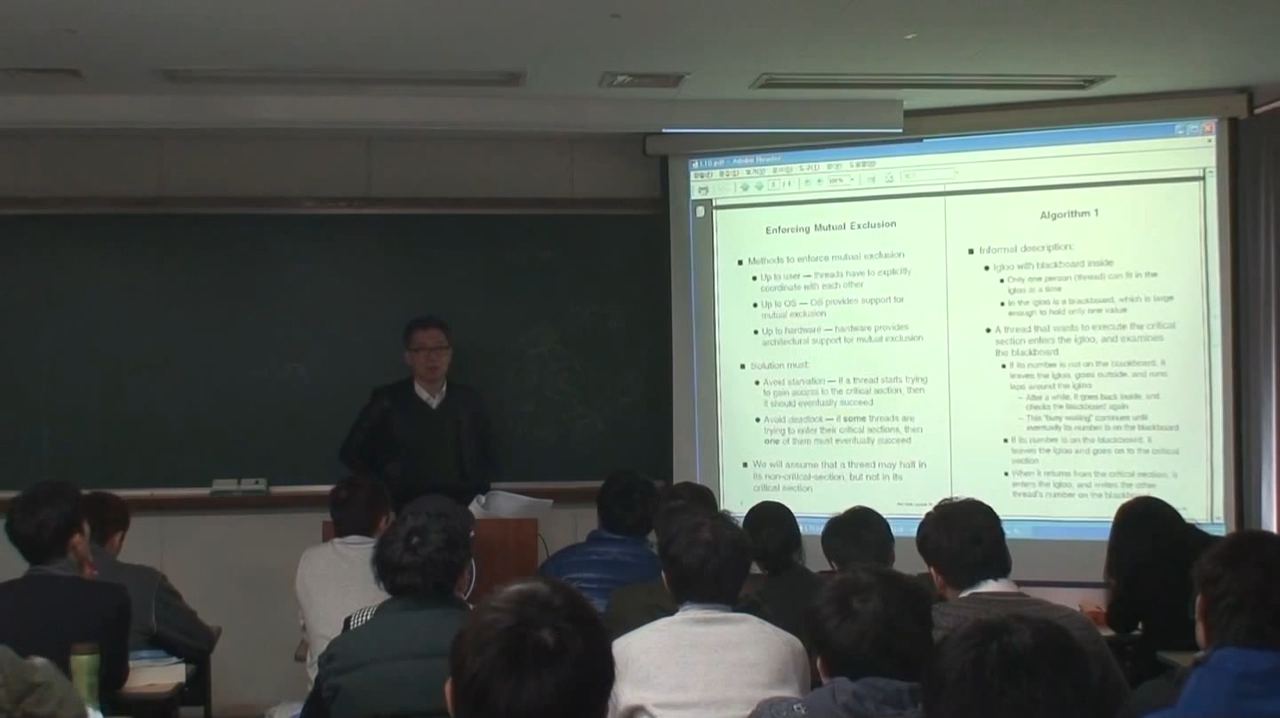 Adobe Reader
Enforcing Mutual Exclusion
Methods to enforce mutual exclusion
Up to user — threads have to explicitly
coordinate with each other
Up to OS — OS provides support for
mutual exclusion
Up to hardware — hardware provides
architectural support for mutual exclusion
Solution must:
Avoid starvation — if a thread starts trying
to gain access to the critical section, then
it should eventually succeed
Avoid deadlock — if some threads are
trying to enter their critical sections, then
one of them must eventually succeed
We will assume that a thread may halt in
its non-critical-section, but not in its
critical section
Algorithm 1
Informal description:
Igloo with blackboard inside
Only one person (thread) can fit in the
igloo at a time
In the igloo is a blackboard, which is large
enough to hold only one value
A thread that wants to execute the critical
section enters the igloo, and examines
the blackboard
If its number is not on the blackboard, it
leaves the igloo, goes outside, and runs
laps around the igloo
– After a while, it goes back inside, and
checks the blackboard again
– This "busy waiting" continues until
eventually its number is on the blackboard
If its number is on the blackboard, it
leaves the igloo and goes on to the critical
section
When it returns from the critical section, it
enters the igloo, and writes the other
thread's number on the blackboard